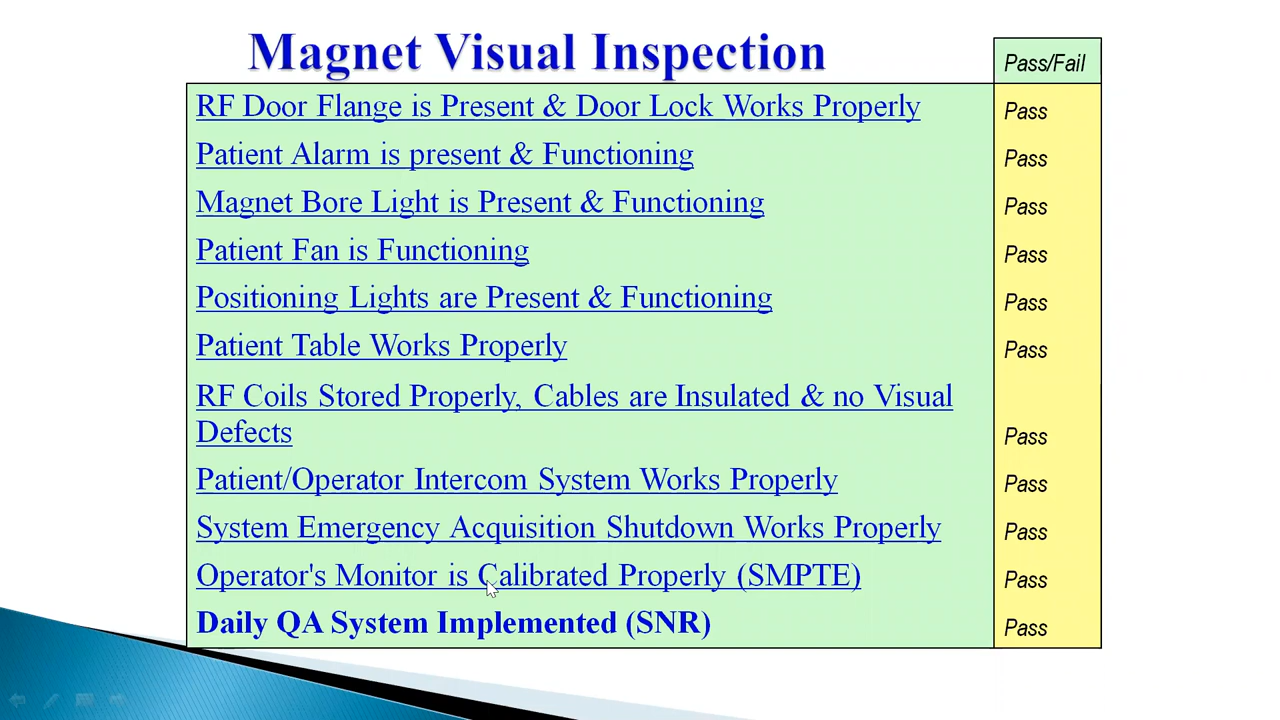 Magnet Visual Inspection
Pass/Fail
RF Door Flange is Present & Door Lock Works Properly Pass
Patient Alarm is present & Functioning Pass
Magnet Bore Light is Present & Functioning Pass
Patient Fan is Functioning Pass
Positioning Lights are Present & Functioning Pass
Patient Table Works Properly Pass
RF Coils Stored Properly, Cables are Insulated & no Visual
Defects Pass
Patient/Operator Intercom System Works Properly Pass
System Emergency Acquisition Shutdown Works Properly Pass
Operator's Monitor is Calibrated Properly (SMPTE) Pass
Daily QA System Implemented (SNR) Pass